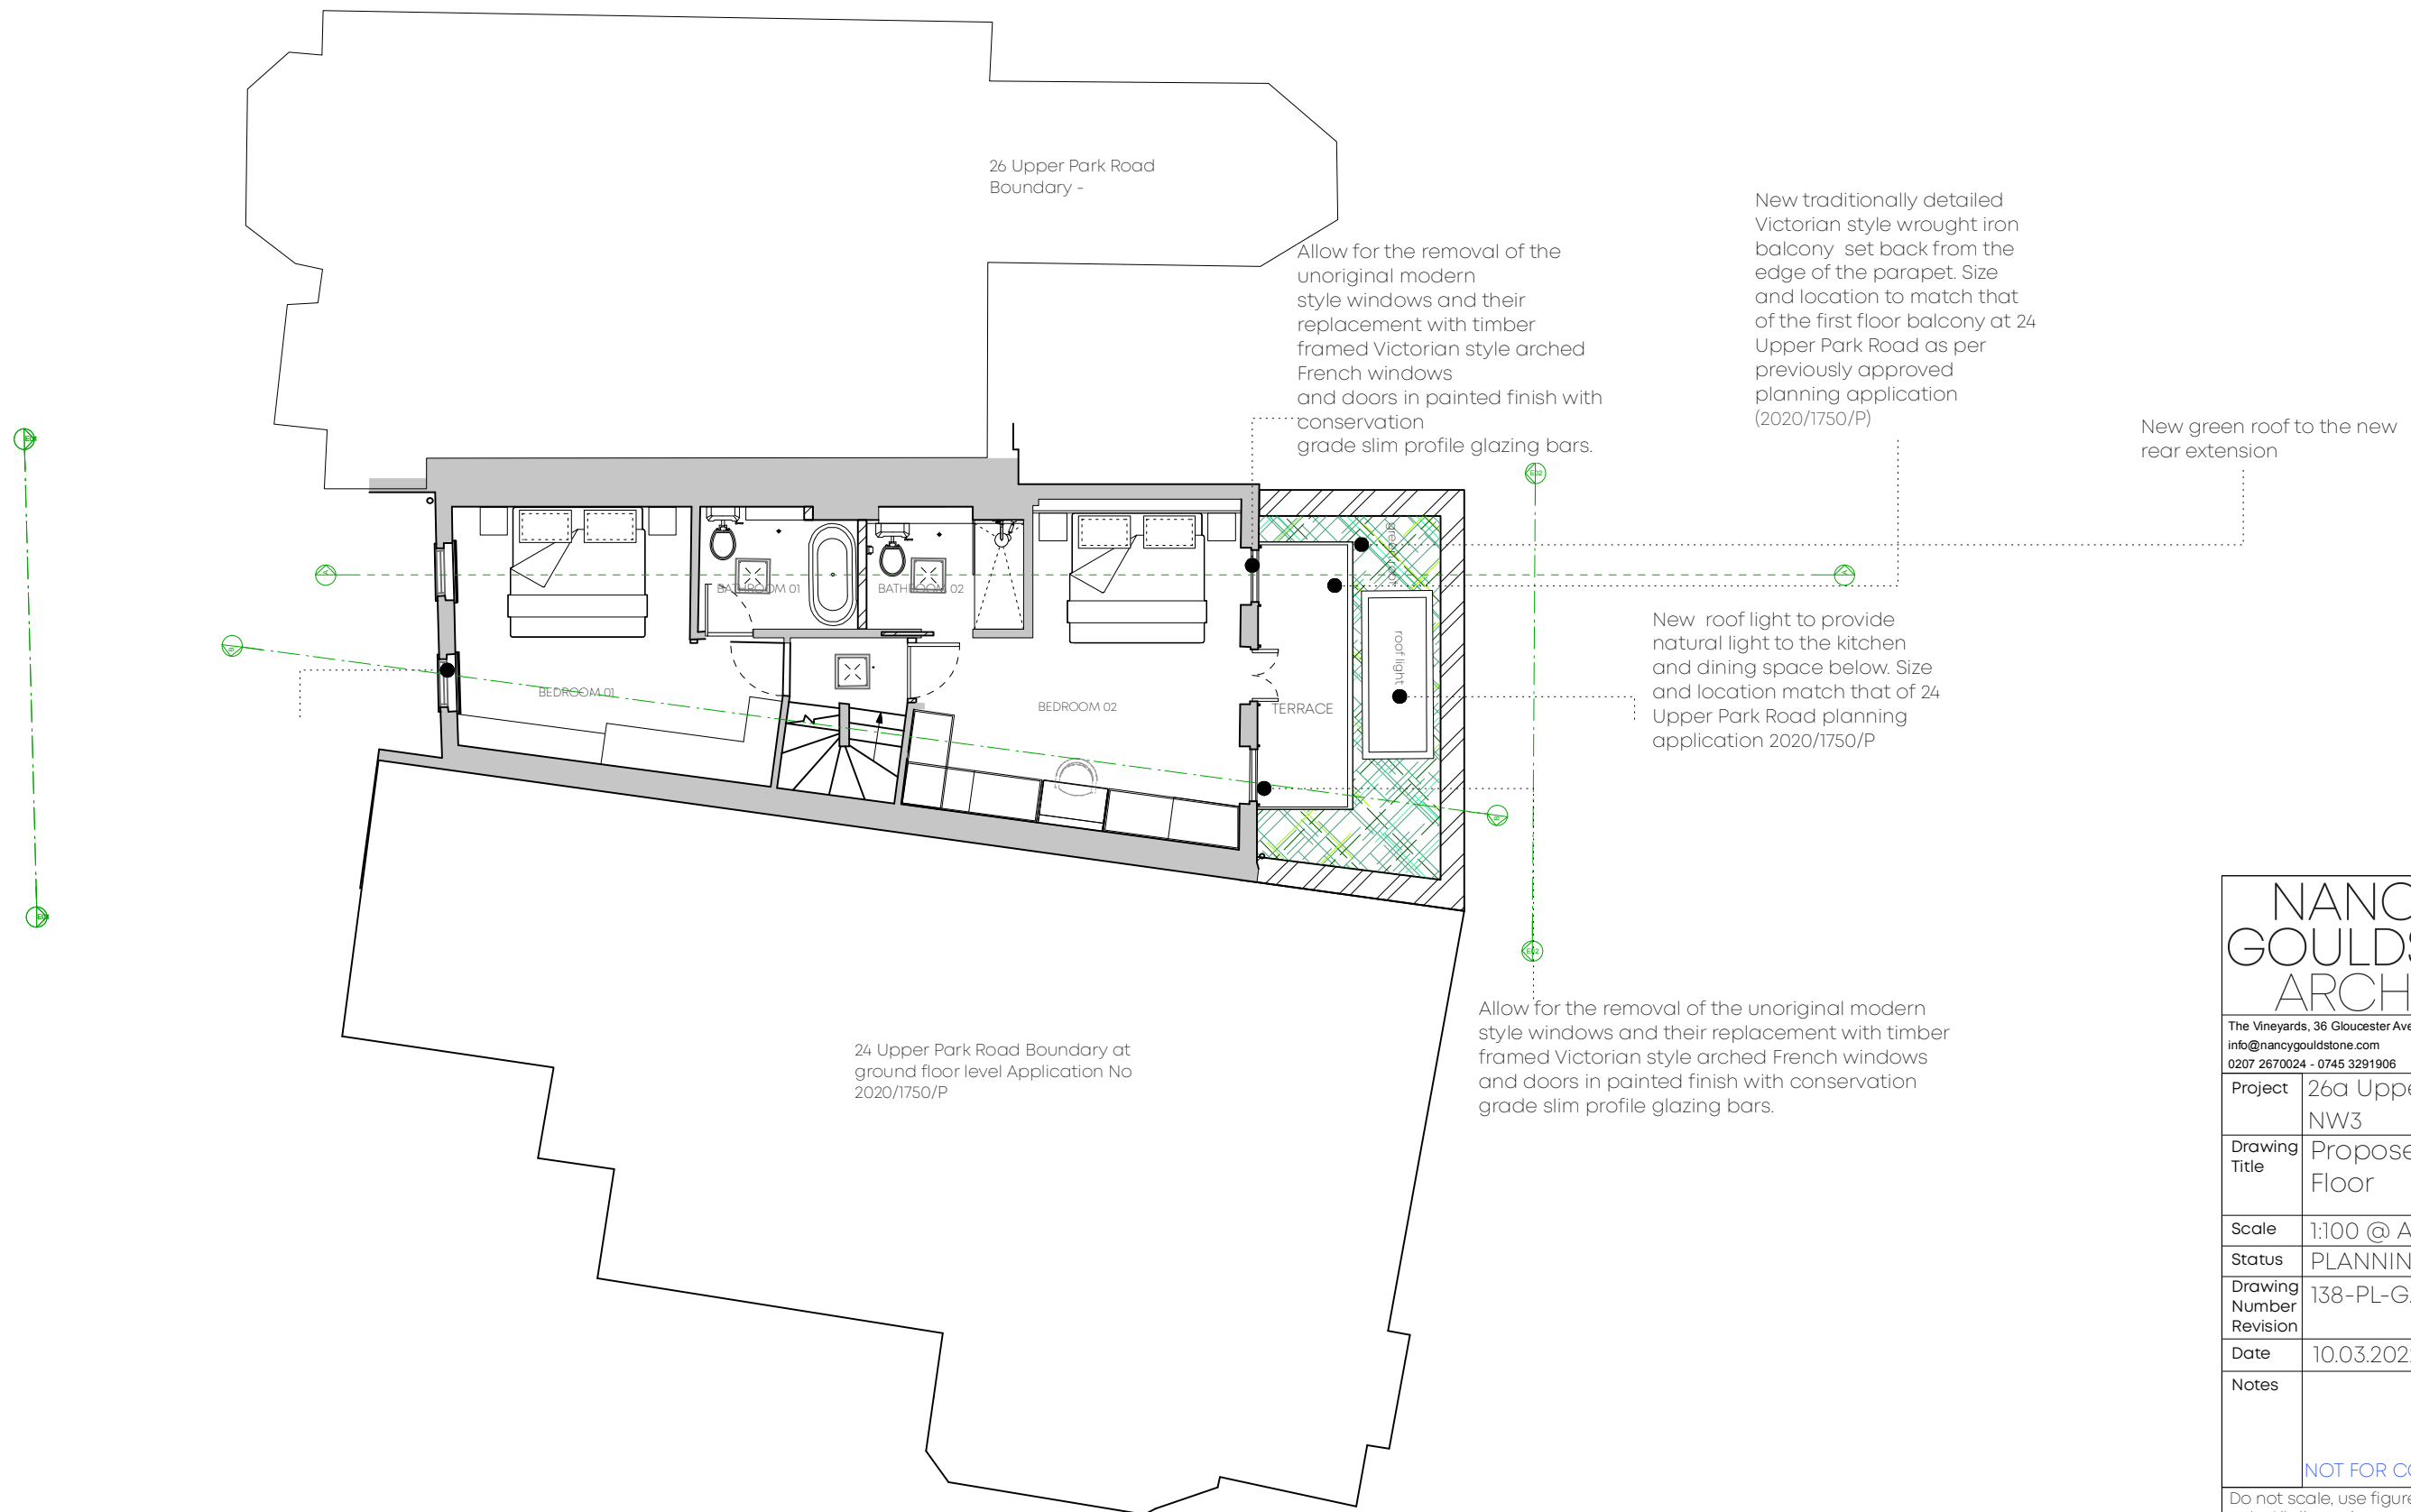 26 Upper Park Road
Boundary -
Allow for the removal of the
unoriginal modern
style windows and their
replacement with timber
framed Victorian style arched
French windows
and doors in painted finish with
conservation
grade slim profile glazing bars.
New traditionally detailed
Victorian style wrought iron
balcony set back from the
edge of the parapet. Size
and location to match that
of the first floor balcony at 24
Upper Park Road as per
previously approved
planning application
(2020/1750/P)
New green roof to the new
rear extension
green roof
BATHROOM 01
BATHROOM 02
BEDROOM 01
BEDROOM 02
TERRACE
roof light
New roof light to provide
natural light to the kitchen
and dining space below. Size
and location match that of 24
Upper Park Road planning
application 2020/1750/P
E02
A
B
B
E02
24 Upper Park Road Boundary at
ground floor level Application No
2020/1750/P
Allow for the removal of the unoriginal modern
style windows and their replacement with timber
framed Victorian style arched French windows
and doors in painted finish with conservation
grade slim profile glazing bars.
NANC
GOULDS
ARCH
The Vineyards, 36 Gloucester Ave
info@nancygouldstone.com
0207 2670024 - 0745 3291906
Project 26a Uppe
NW3
Drawing Title Propose
Floor
Scale 1:100 @ A
Status PLANNIN
Drawing Number Revision 138-PL-G
Date 10.03.202
Notes
NOT FOR CO
Do not scale, use figure